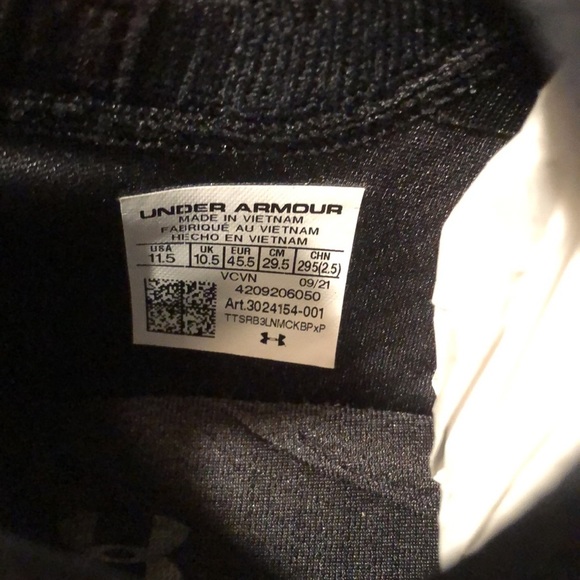 UNDER ARMOUR
MADE IN VIETNAM
FABRIQUÉ AU VIETNAM
HECHO EN VIETNAM
USA UK EUR CM CHN
11.5 10.5 45.5 29.5 295(2.5)
VCVN 09/21
4209206050
Art.3024154-001
TTSRB3LNMCKBPxP